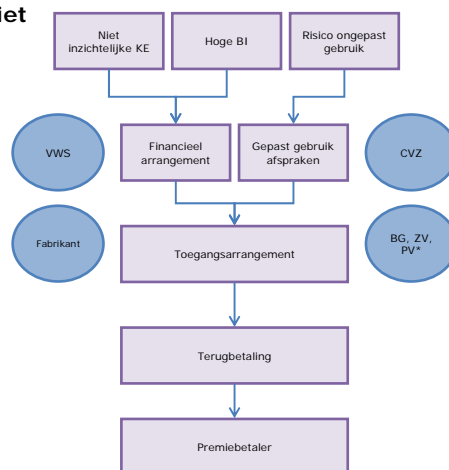 iet
Niet
inzichtelijke KE
Hoge BI
Risico ongepast
gebruik
VWS
Financieel
arrangement
Gepast gebruik
afspraken
CVZ
Fabrikant
Toegangsarrangement
BG, ZV,
PV*
Terugbetaling
Premiebetaler